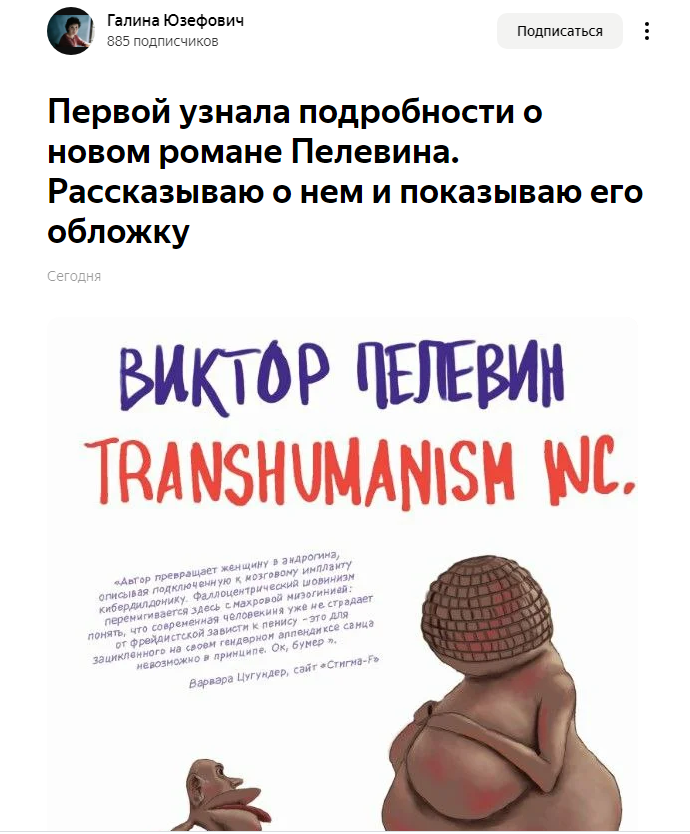 Галина Юзефович
885 подписчиков
Подписаться
Первой узнала подробности о
новом романе Пелевина.
Рассказываю о нем и показываю его
обложку
Сегодня
ВИКТОР ПЕЛЕВИН
TRANSHUMANISM INC.
«Автор превращает женщину в андрогина,
описывая подключенную к мозговому импланту
кибердилдонику. Фаллоцентрический шовинизм
перемигивается здесь с махровой мизогинией:
понять, что современная человекиня уже не страдает
от фрейдистской зависти к пенису – это для
зацикленного на своем гендерном аппендиксе самца
невозможно в принципе. Ок, бумер».
Варвара Цугундер, сайт «Стигма-F»